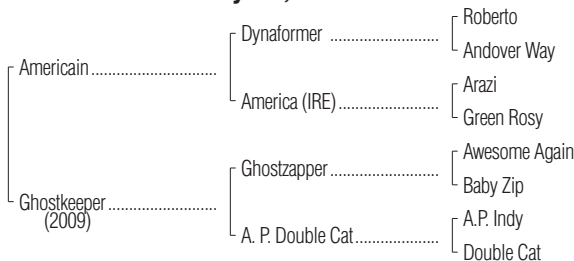 Roberto
Dynaformer ........................
Andover Way
Americain ............................
Arazi
America (IRE) ......................
Green Rosy
Awesome Again
Ghostzapper ........................
Baby Zip
Ghostkeeper ........................
(2009)
A.P. Indy
A. P. Double Cat ..................
Double Cat